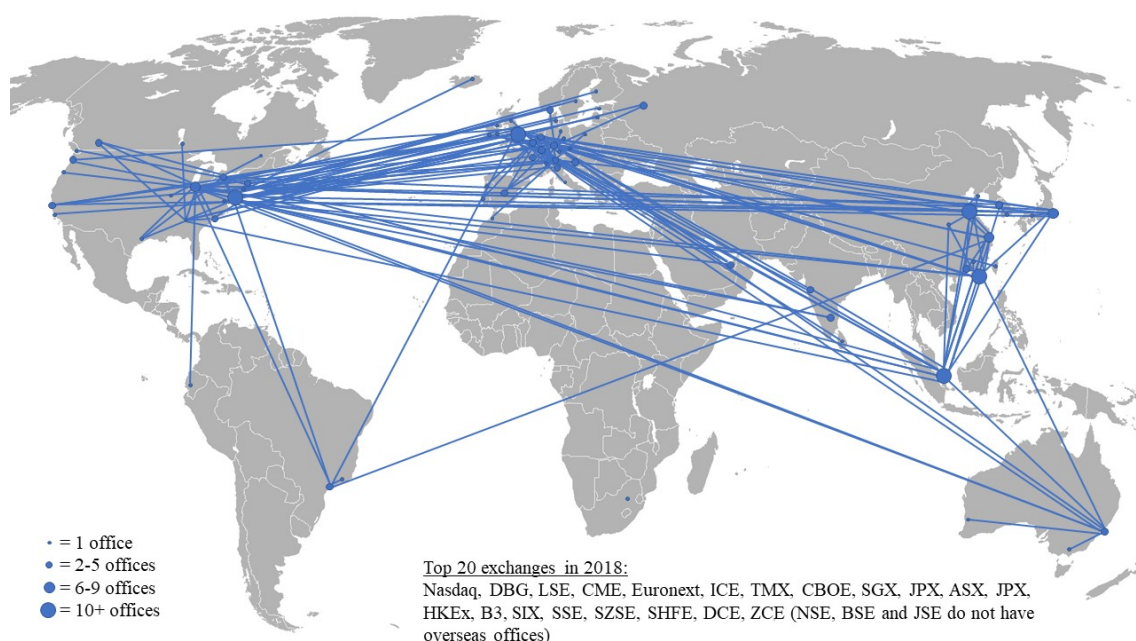 = 1 office
= 2-5 offices
= 6-9 offices
= 10+ offices
Top 20 exchanges in 2018:
Nasdaq, DBG, LSE, CME, Euronext, ICE, TMX, CBOE, SGX, JPX, ASX, JPX,
HKEx, B3, SIX, SSE, SZSE, SHFE, DCE, ZCE (NSE, BSE and JSE do not have
overseas offices)